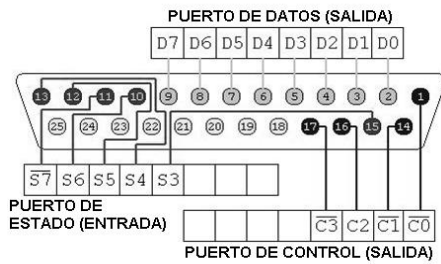 PUERTO DE DATOS (SALIDA)
D7 D6 D5 D4 D3 D2 D1 D0
13 12 11 10 9 8 7 6 5 4 3 2 1
25 24 23 22 21 20 19 18 17 16 15 14
S7 S6 S5 S4 S3
PUERTO DE
ESTADO (ENTRADA)
C3 C2 C1 C0
PUERTO DE CONTROL (SALIDA)